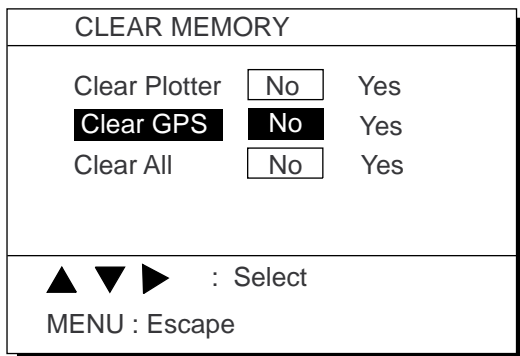 CLEAR MEMORY
Clear Plotter No Yes
Clear GPS No Yes
Clear All No Yes
▲ ▼ ▶ : Select
MENU : Escape